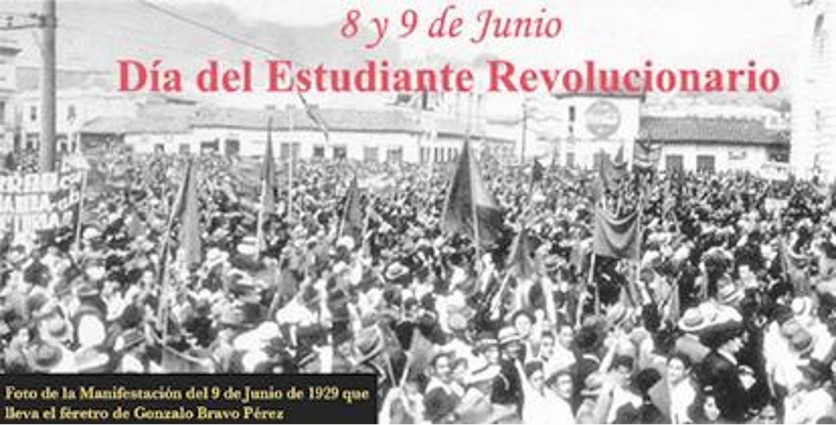 8 y 9 de Junio
Día del Estudiante Revolucionario
Foto de la Manifestación del 9 de Junio de 1929 que
lleva el féretro de Gonzalo Bravo Pérez